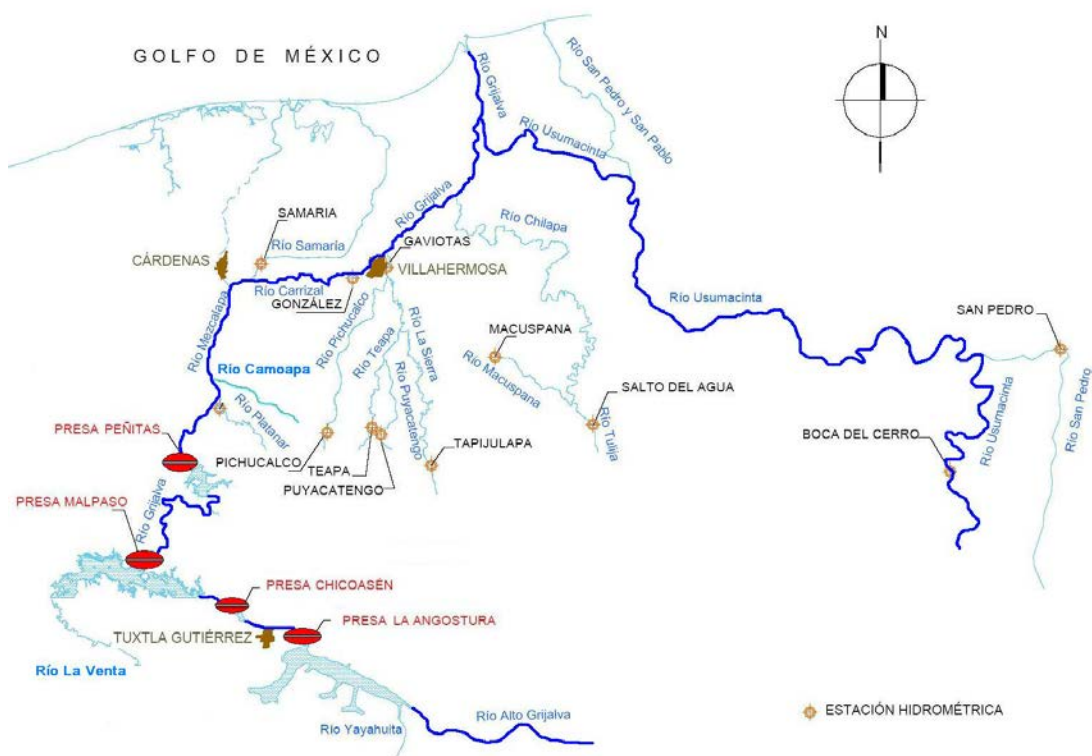 N
GOLFO DE MÉXICO
Río Grijalva
Río San Pedro y San Pablo
Río Usumacinta
Río Grijalva
Río Chilapa
SAMARIA
Río Samaría
GAVIOTAS
CÁRDENAS
VILLAHERMOSA
Río Carrizal
GONZÁLEZ
Río Mezcalapa
Río Pichucalco
Río Teapa
Río La Sierra
Río Puyacatengo
Río Usumacinta
SAN PEDRO
MACUSPANA
Río Macuspana
Río Camoapa
Río Platanar
SALTO DEL AGUA
Río Tulija
Río Usumacinta
Río San Pedro
PRESA PEÑITAS
BOCA DEL CERRO
PICHUCALCO
TEAPA
TAPIJULAPA
PUYACATENGO
PRESA MALPASO
Río Grijalva
PRESA CHICOASÉN
PRESA LA ANGOSTURA
TUXTLA GUTIÉRREZ
Río La Venta
Río Yayahuita
Río Alto Grijalva
ESTACIÓN HIDROMÉTRICA